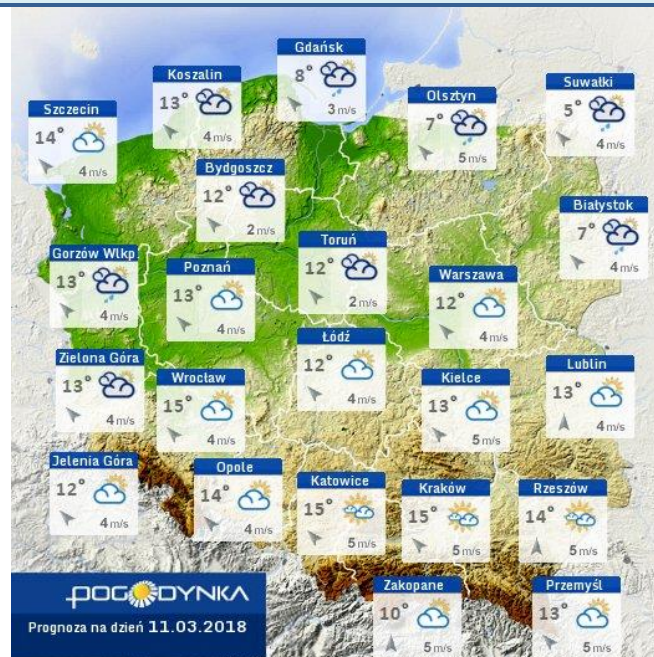 Gdańsk
8°
3 m/s
Koszalin
13°
4 m/s
Suwałki
5°
4 m/s
Olsztyn
7°
5 m/s
Szczecin
14°
4 m/s
Bydgoszcz
12°
2 m/s
Białystok
7°
4 m/s
Toruń
12°
2 m/s
Gorzów Wlkp
13°
4 m/s
Poznań
13°
4 m/s
Warszawa
12°
4 m/s
Łódź
12°
4 m/s
Zielona Góra
13°
4 m/s
Lublin
13°
4 m/s
Wrocław
15°
4 m/s
Kielce
13°
5 m/s
Jelenia Góra
12°
4 m/s
Opole
14°
4 m/s
Katowice
15°
5 m/s
Kraków
15°
5 m/s
Rzeszów
14°
5 m/s
Zakopane
10°
5 m/s
Przemyśl
13°
5 m/s
POGODYNKA
Prognoza na dzień 11.03.2018